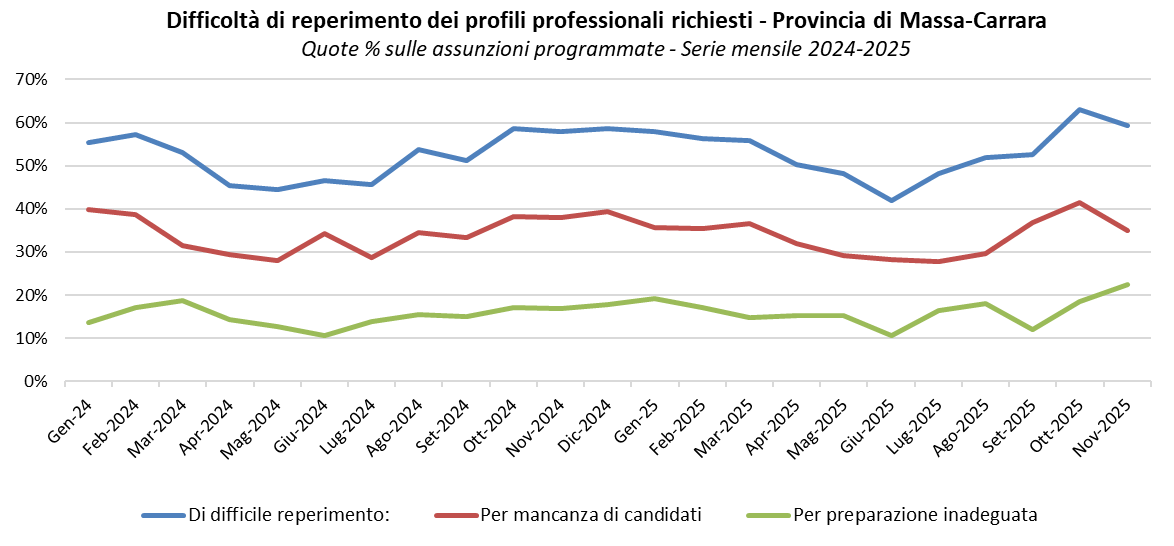 Difficoltà di reperimento dei profili professionali richiesti - Provincia di Massa-Carrara
Quote % sulle assunzioni programmate - Serie mensile 2024-2025
70%
60%
50%
40%
30%
20%
10%
0%
Gen-24
Feb-2024
Mar-2024
Apr-2024
Mag-2024
Giu-2024
Lug-2024
Ago-2024
Set-2024
Ott-2024
Nov-2024
Dic-2024
Gen-25
Feb-2025
Mar-2025
Apr-2025
Mag-2025
Giu-2025
Lug-2025
Ago-2025
Set-2025
Ott-2025
Nov-2025
Di difficile reperimento:
Per mancanza di candidati
Per preparazione inadeguata